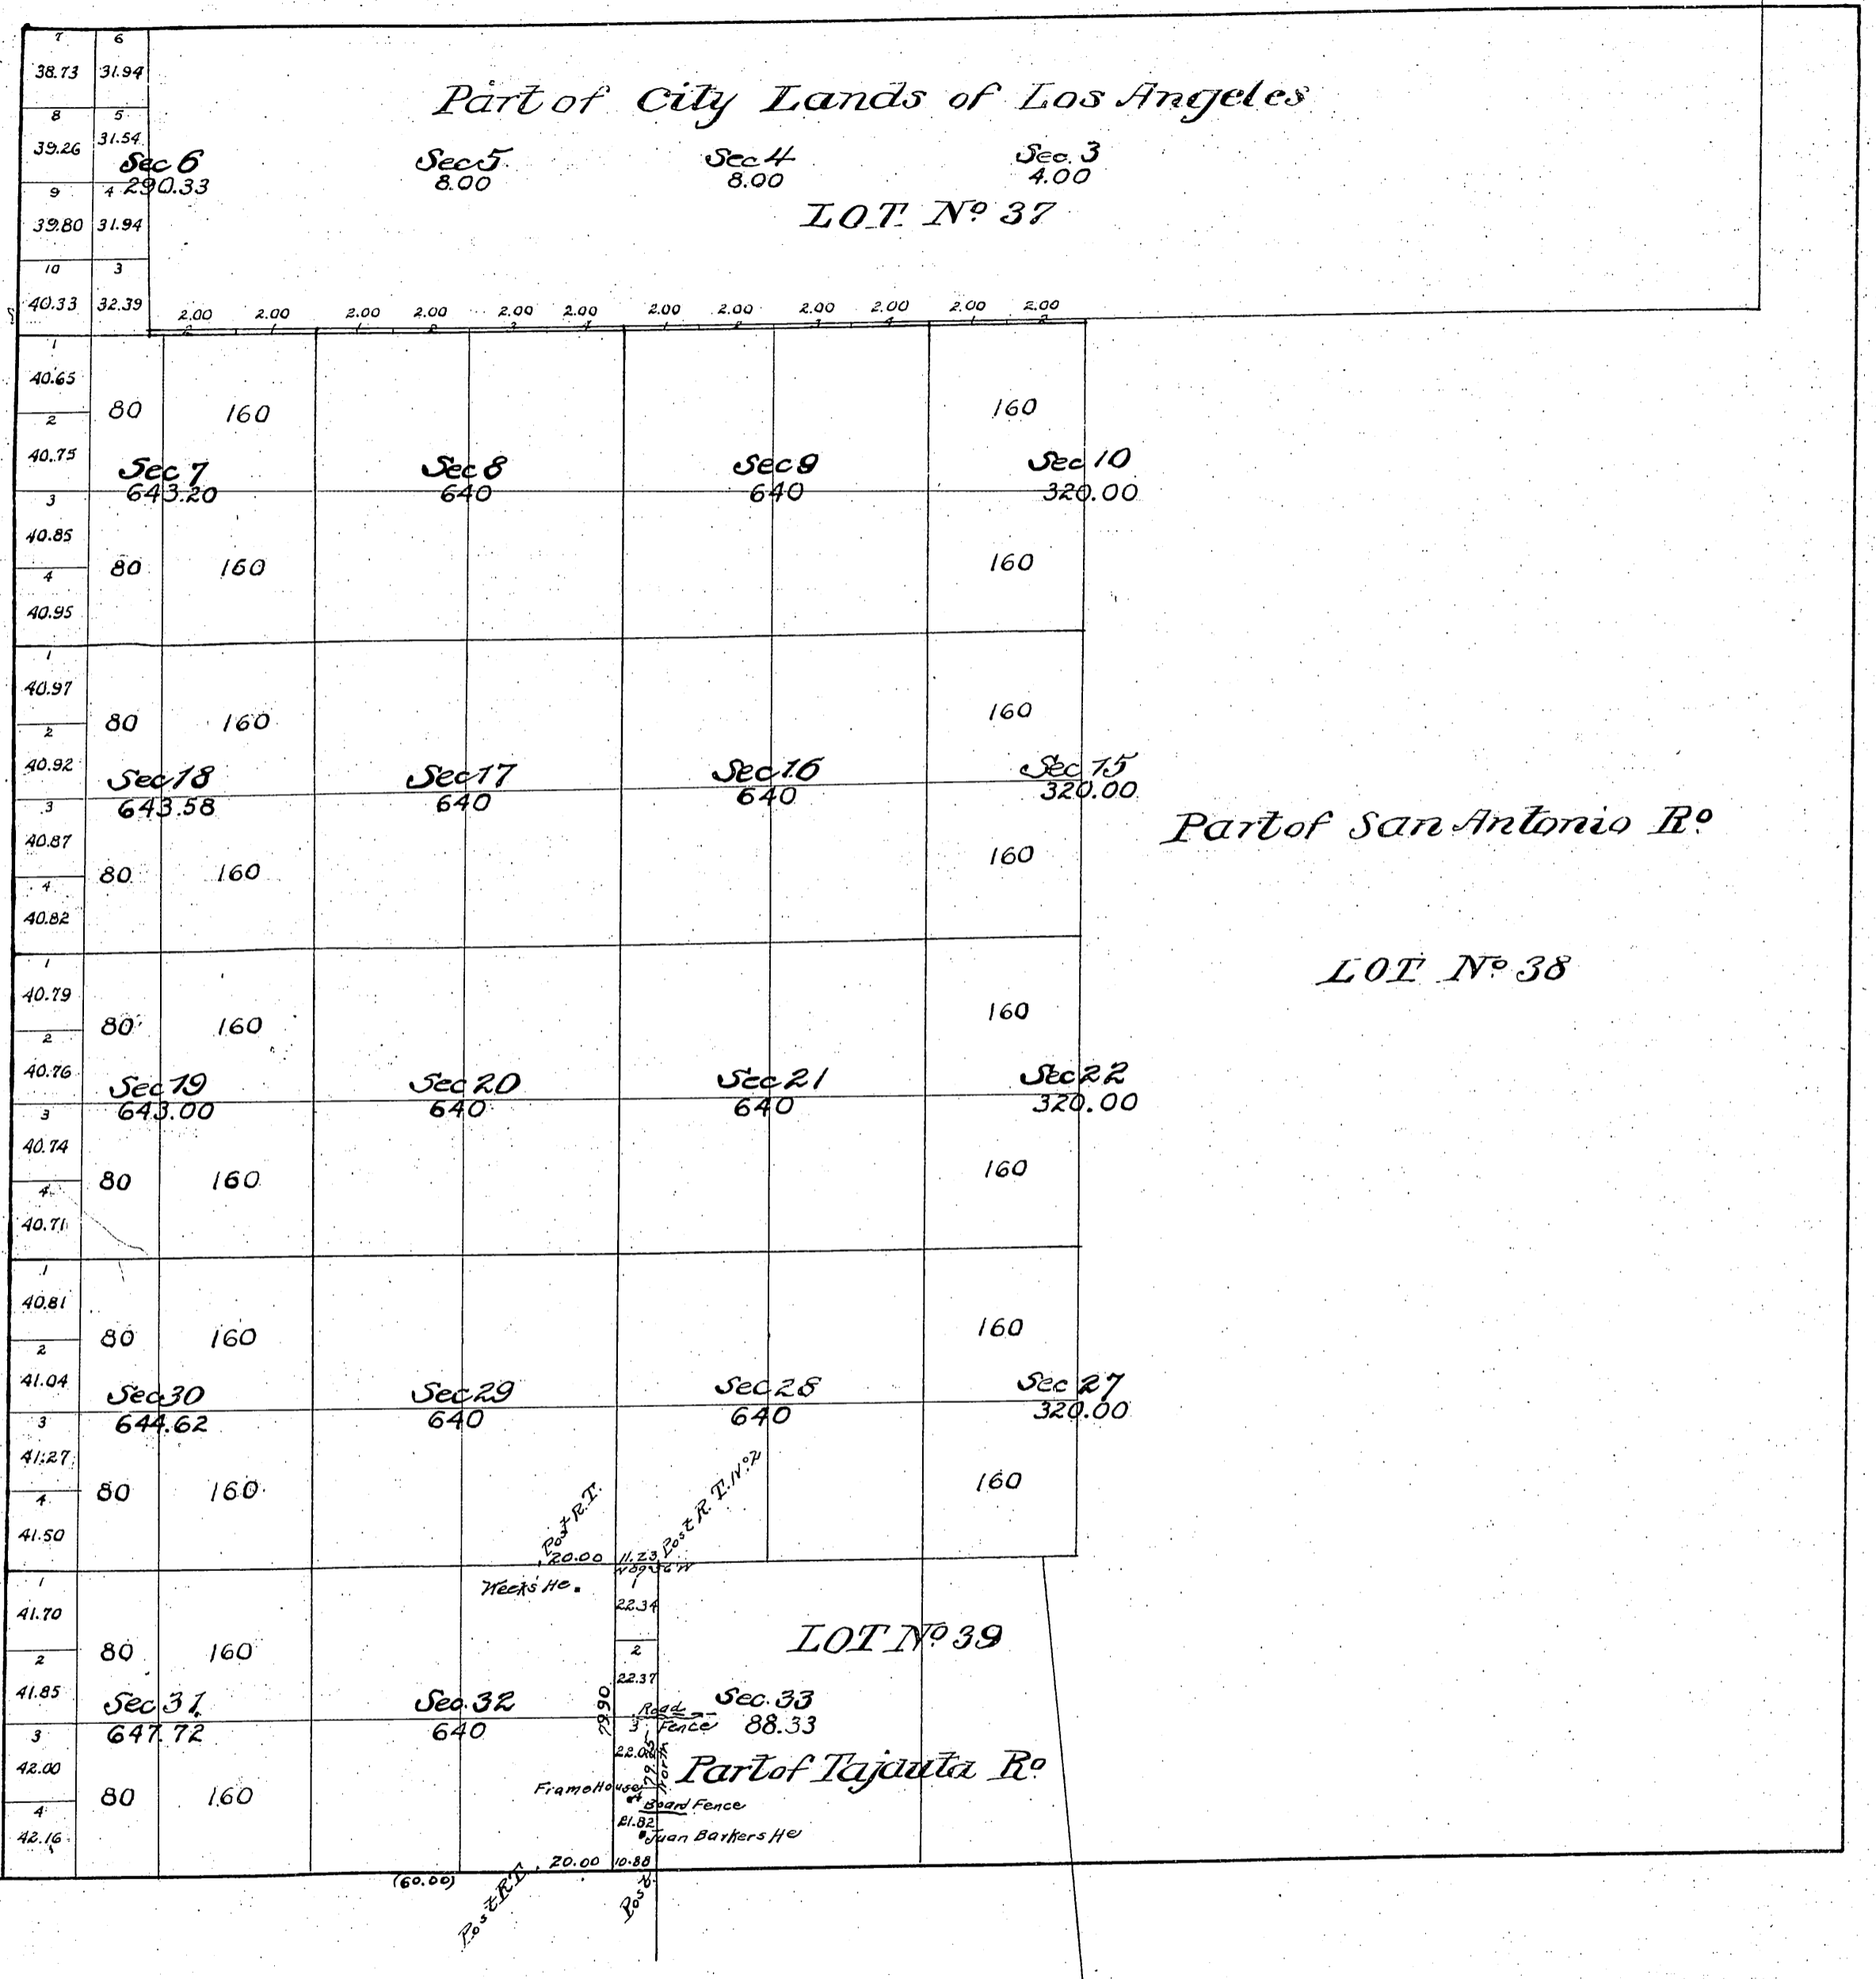 7 6
38.73 31.94
Part of City Lands of Los Angeles
8 5
39.26 31.54
Sec 6 Sec 5 Sec 4 Sec. 3
290.33 8.00 8.00 4.00
9 4
39.80 31.94
LOT Nº 37
10 3
40.33 32.39
2.00 2.00 2.00 2.00 2.00 2.00 2.00 2.00 2.00 2.00 2.00 2.00
1
40.65
80 160 160
2
40.75
Sec 7 Sec 8 Sec 9 Sec 10
643.20 640 640 320.00
3
40.85
80 160 160
4
40.95
1
40.97
80 160 160
2
40.92
Sec 18 Sec 17 Sec 16 Sec 15
643.58 640 640 320.00
3
Part of San Antonio Rº
40.87
80 160 160
4
40.82
1
LOT Nº 38
40.79
80 160 160
2
40.76
Sec 19 Sec 20 Sec 21 Sec 22
643.00 640 640 320.00
3
40.74
80 160 160
4
40.71
1
40.81
80 160 160
2
41.04
Sec 30 Sec 29 Sec 28 Sec 27
644.62 640 640 320.00
3
41.27
80 160 160
4
41.50
Post R.T.
Post R.T. Nº 2
20.00 11.23
1
Weeks He.
1
41.70
22.34
LOT Nº 39
80 160
2
2
41.85
22.37
Sec 31 Sec. 32 Sec. 33
647.72 640 88.33
79.90
Road
3 Fence
3
42.00
North
Part of Tajauta Rº
Frame House
80 160
4
Board Fence
21.82
42.16
Juan Barkers He
20.00 10.88
(60.00)
Post R.T.
Post